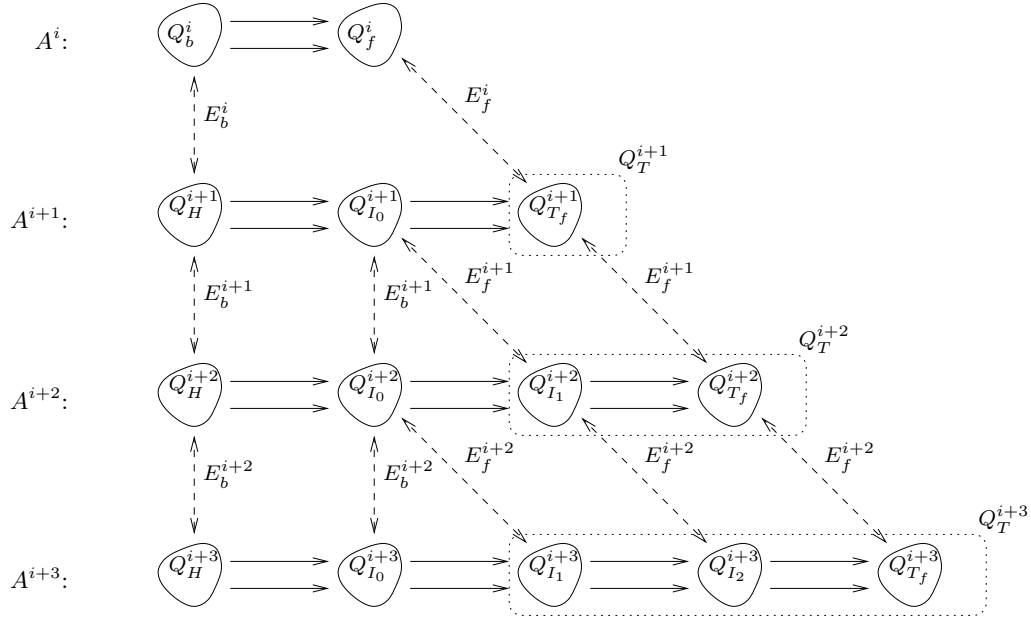 A^i: Q_b^i Q_f^i
E_b^i E_f^i
Q_T^{i+1}
A^{i+1}: Q_H^{i+1} Q_{I_0}^{i+1} Q_{T_f}^{i+1}
E_b^{i+1} E_b^{i+1} E_f^{i+1} E_f^{i+1}
Q_T^{i+2}
A^{i+2}: Q_H^{i+2} Q_{I_0}^{i+2} Q_{I_1}^{i+2} Q_{T_f}^{i+2}
E_b^{i+2} E_b^{i+2} E_f^{i+2} E_f^{i+2} E_f^{i+2}
Q_T^{i+3}
A^{i+3}: Q_H^{i+3} Q_{I_0}^{i+3} Q_{I_1}^{i+3} Q_{I_2}^{i+3} Q_{T_f}^{i+3}